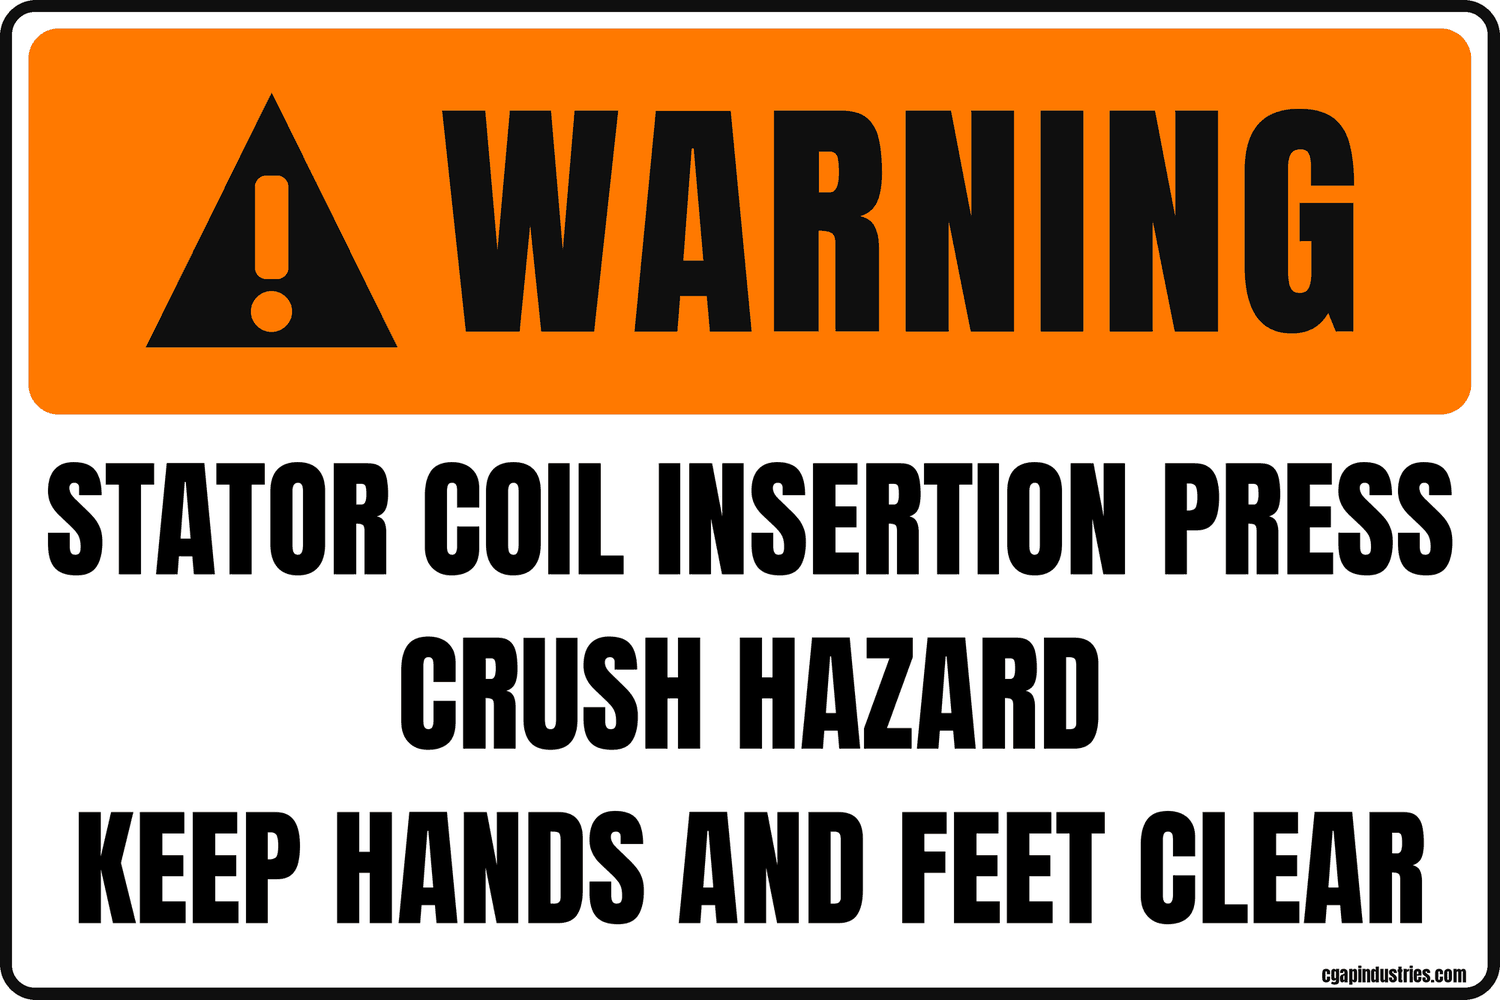 WARNING
STATOR COIL INSERTION PRESS
CRUSH HAZARD
KEEP HANDS AND FEET CLEAR
cgapindustries.com